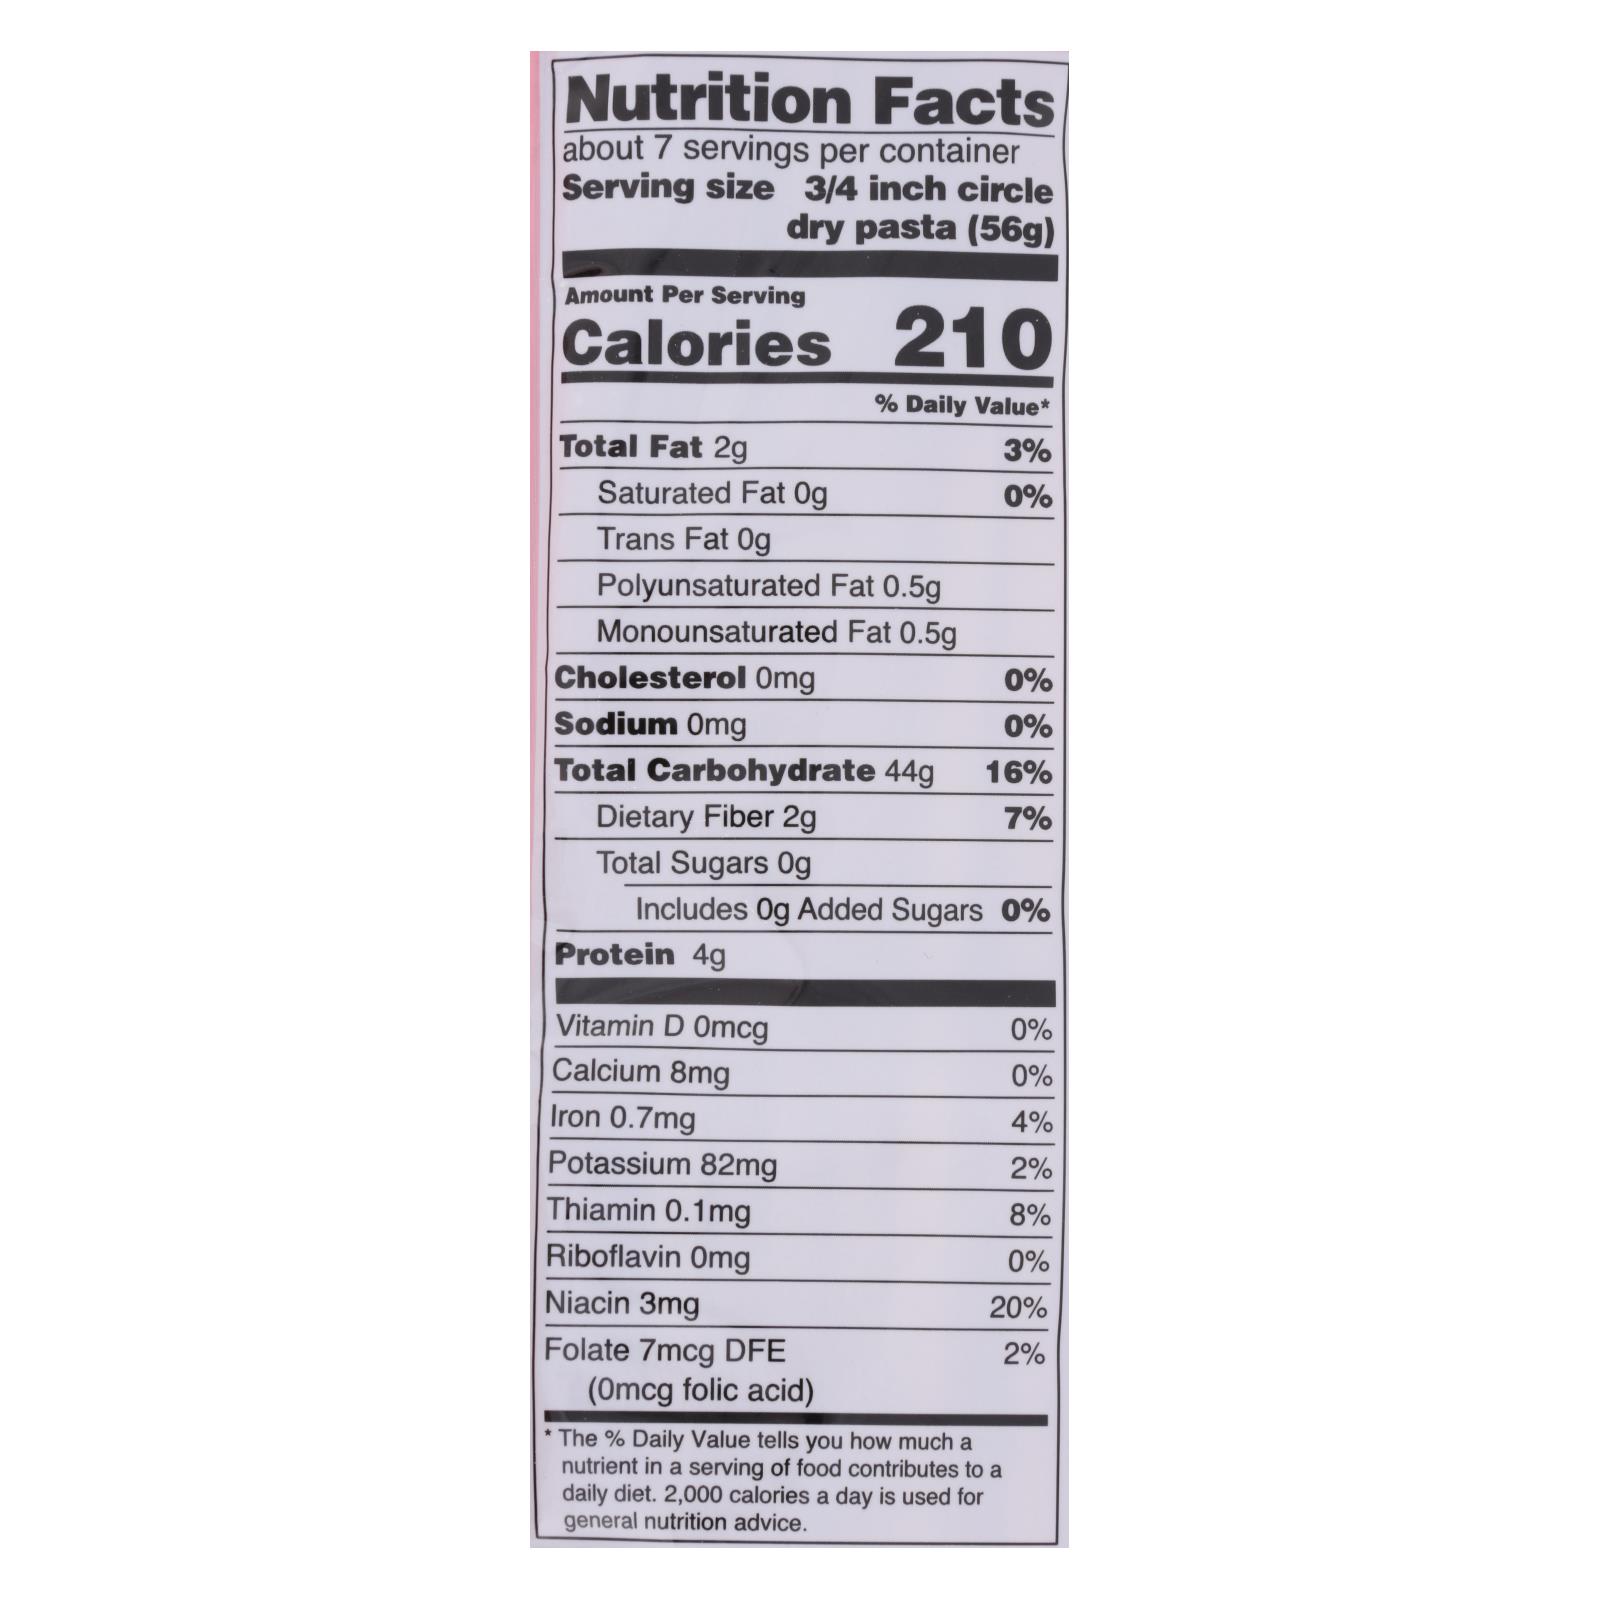 Nutrition Facts
about 7 servings per container
Serving size 3/4 inch circle
dry pasta (56g)
Amount Per Serving
Calories 210
% Daily Value*
Total Fat 2g 3%
Saturated Fat 0g 0%
Trans Fat 0g
Polyunsaturated Fat 0.5g
Monounsaturated Fat 0.5g
Cholesterol 0mg 0%
Sodium 0mg 0%
Total Carbohydrate 44g 16%
Dietary Fiber 2g 7%
Total Sugars 0g
Includes 0g Added Sugars 0%
Protein 4g
Vitamin D 0mcg 0%
Calcium 8mg 0%
Iron 0.7mg 4%
Potassium 82mg 2%
Thiamin 0.1mg 8%
Riboflavin 0mg 0%
Niacin 3mg 20%
Folate 7mcg DFE 2%
(0mcg folic acid)
* The % Daily Value tells you how much a
nutrient in a serving of food contributes to a
daily diet. 2,000 calories a day is used for
general nutrition advice.